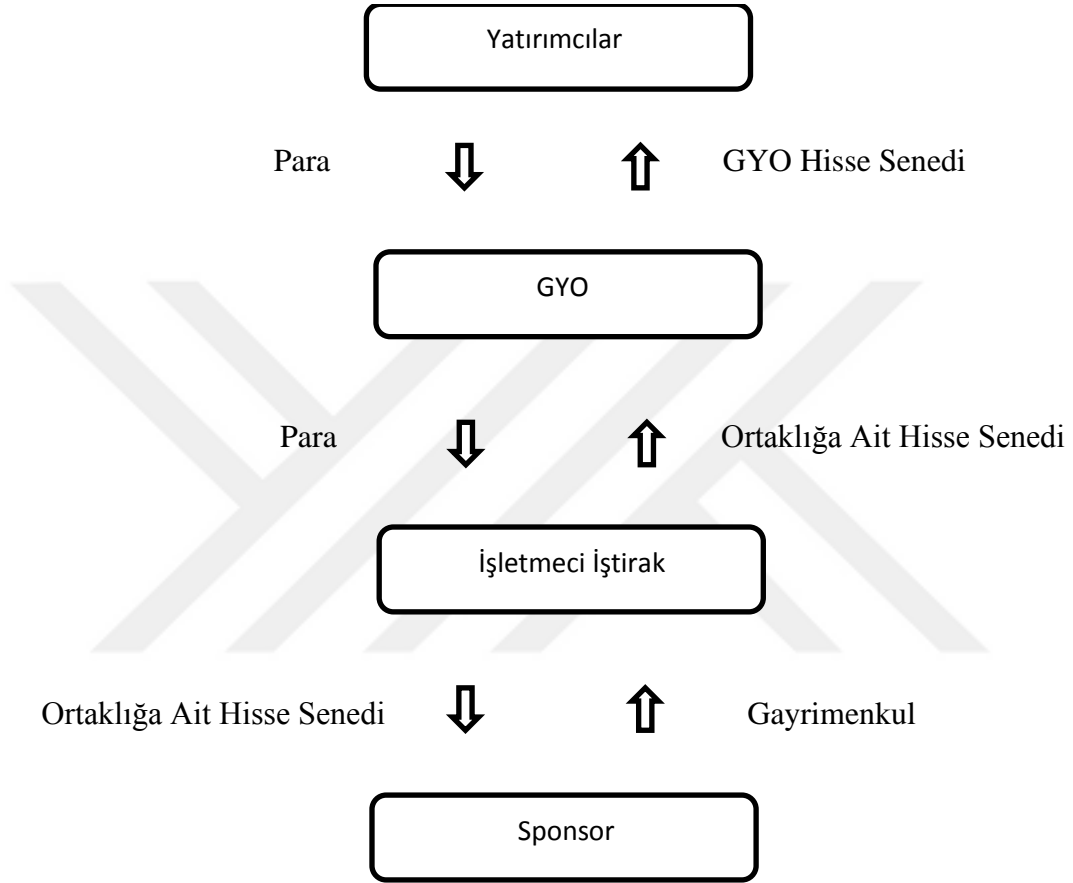 Yatırımcılar
Para GYO Hisse Senedi
GYO
Para Ortaklığa Ait Hisse Senedi
İşletmeci İştirak
Ortaklığa Ait Hisse Senedi Gayrimenkul
Sponsor